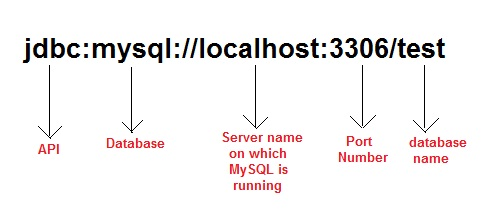 jdbc:mysql://localhost:3306/test
API
Database
Server name
on which
MySQL is
running
Port
Number
database
name